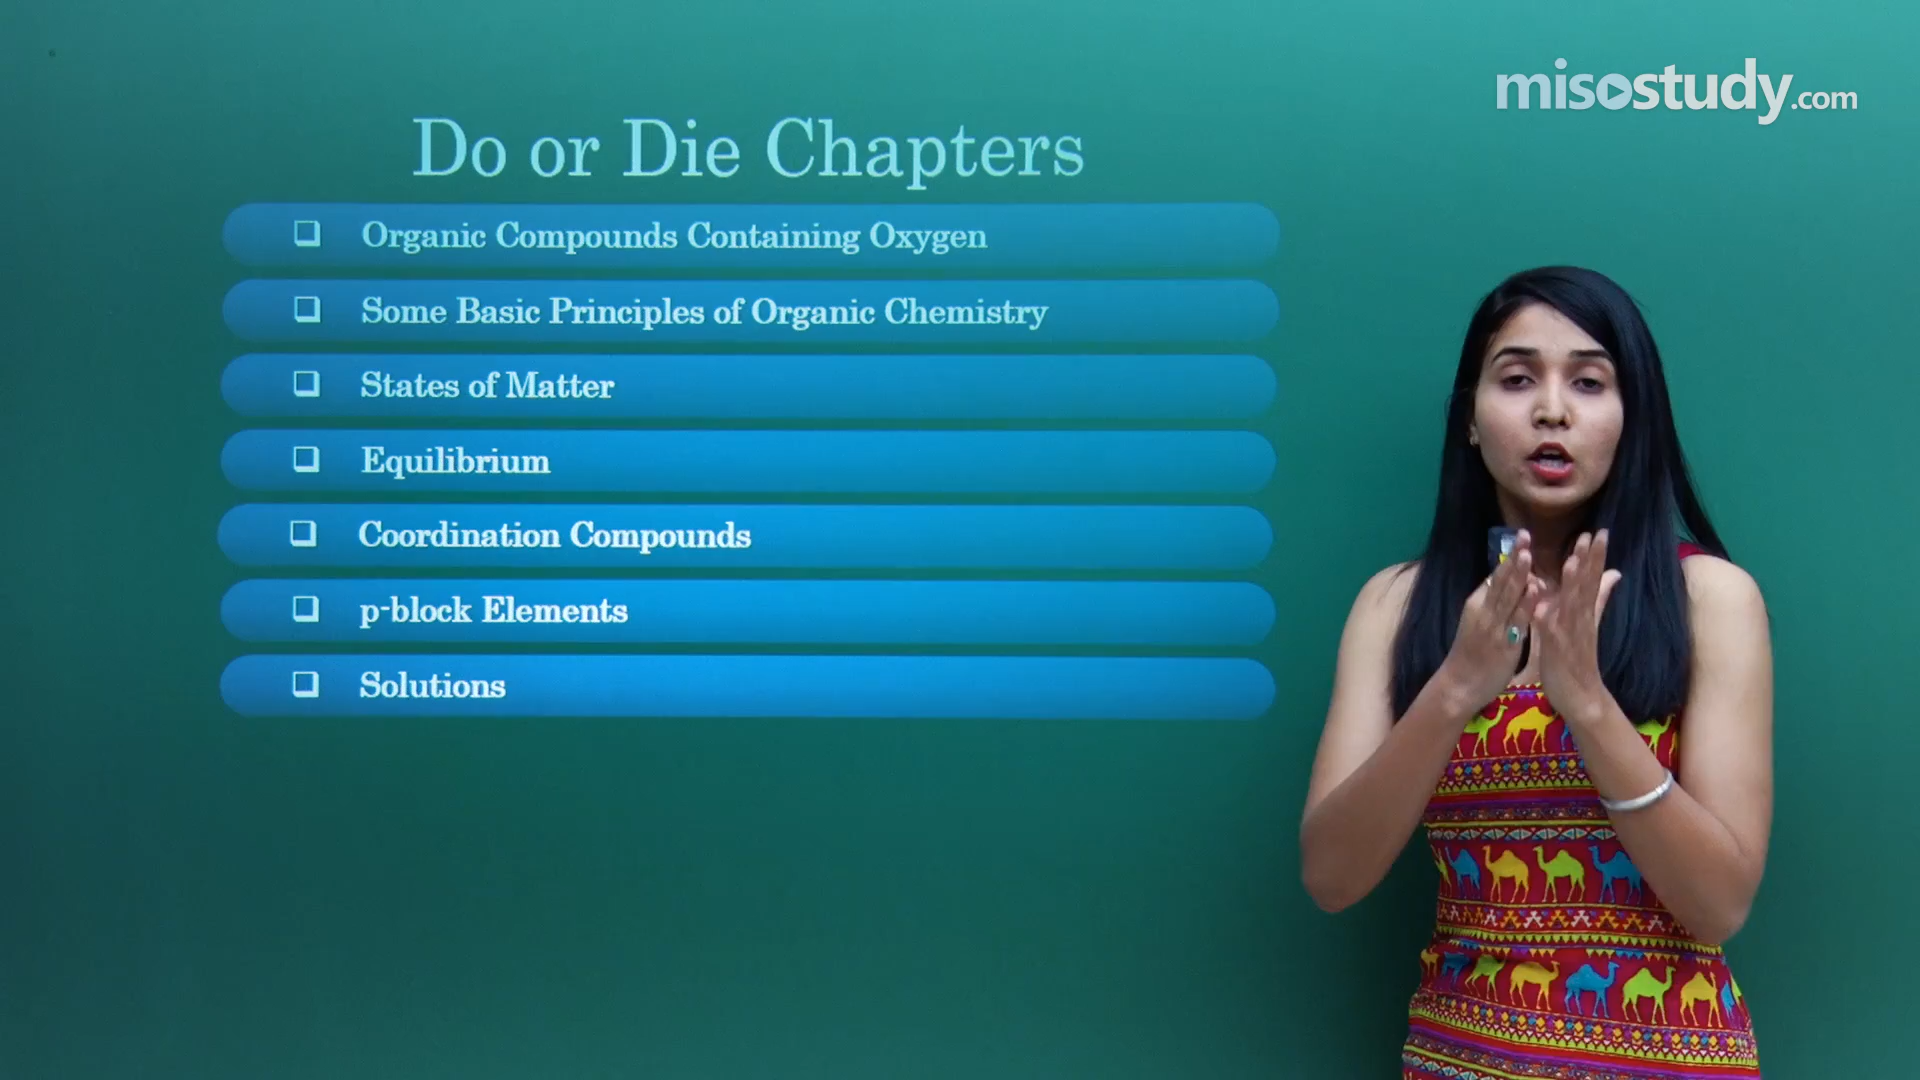 misostudy.com
Do or Die Chapters
❑ Organic Compounds Containing Oxygen
❑ Some Basic Principles of Organic Chemistry
❑ States of Matter
❑ Equilibrium
❑ Coordination Compounds
❑ p-block Elements
❑ Solutions